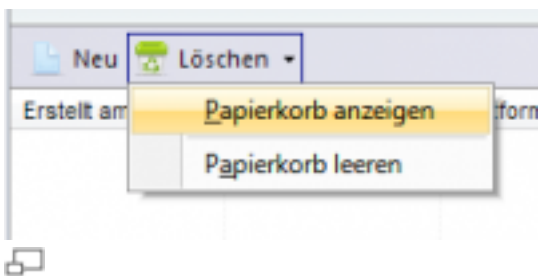 Neu Löschen
Erstellt am
Papierkorb anzeigen
Papierkorb leeren